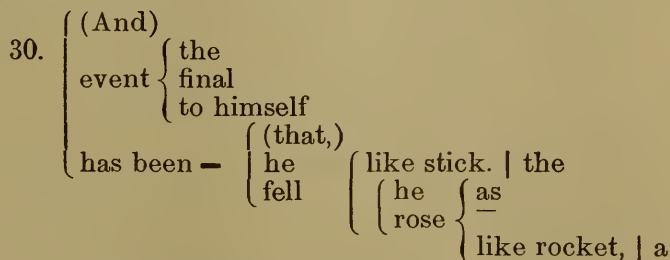 (And)
30. the
event final
to himself
(that,)
has been – he like stick. | the
fell he as
rose
like rocket, | a